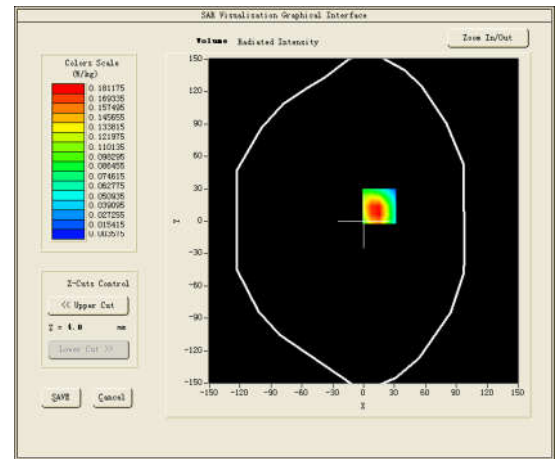 SAR Visualisation Graphical Interface
Volume Radiated Intensity
Zoom In/Out
Colors Scale
(W/kg)
0.181175
0.169335
0.157495
0.145655
0.133815
0.121975
0.110135
0.098295
0.086455
0.074615
0.062775
0.050935
0.039095
0.027255
0.015415
0.003575
Z-Cuts Control
<< Upper Cut
Z = 4.0 mm
Lower Cut >>
SAVE Cancel
150
120
90
60
30
0
-30
-60
-90
-120
-150
Y
-150 -120 -90 -60 -30 0 30 60 90 120 150
X